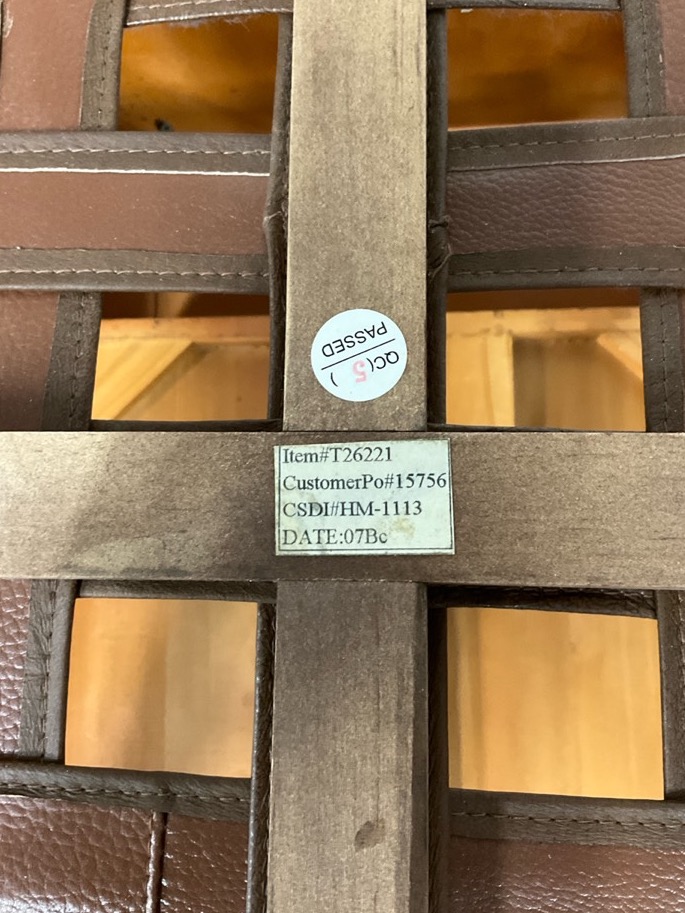 QC( 5 )
PASSED
Item#T26221
CustomerPo#15756
CSDI#HM-1113
DATE:07Bc